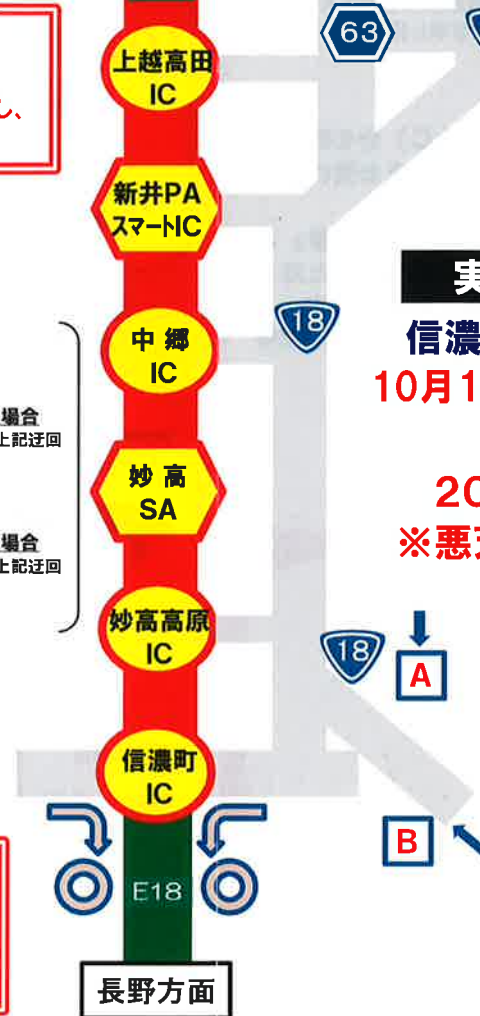 63
上越高田
IC
し、
新井PA
スマートIC
18
中郷
IC
実
信濃
10月1
場合
上記迂回
妙高
SA
20
※悪天
場合
上記迂回
妙高高原
IC
18
A
信濃町
IC
B
E18
長野方面